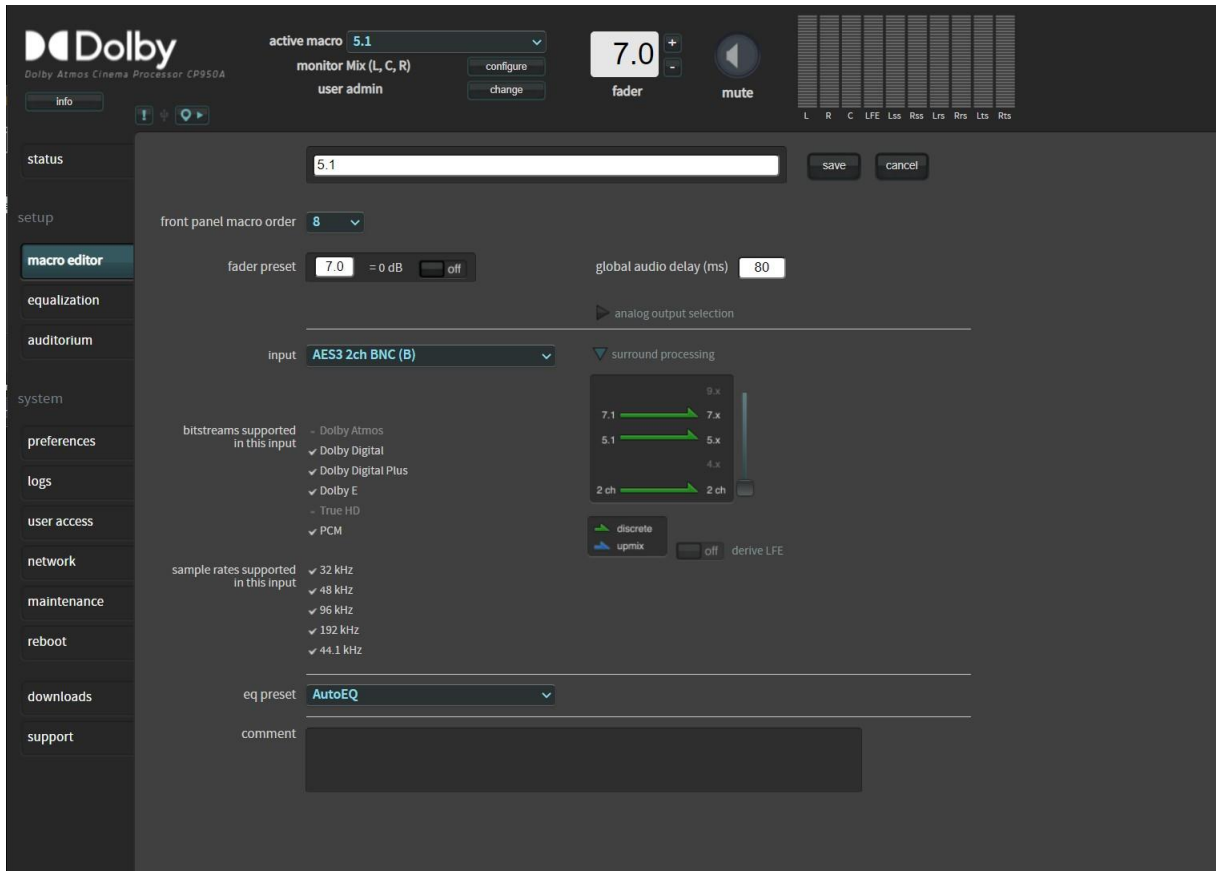 Dolby
Dolby Atmos Cinema Processor CP950A
info
active macro 5.1
monitor Mix (L, C, R) configure
user admin change
7.0 + -
fader
mute
L R C LFE Lss Rss Lrs Rrs Lts Rts
status
setup
macro editor
equalization
auditorium
system
preferences
logs
user access
network
maintenance
reboot
downloads
support
5.1 save cancel
front panel macro order 8
fader preset 7.0 = 0 dB off
global audio delay (ms) 80
analog output selection
input AES3 2ch BNC (B)
surround processing
9.x
7.1 7.x
5.1 5.x
4.x
2 ch 2 ch
discrete
upmix
off derive LFE
bitstreams supported
in this input
- Dolby Atmos
✓ Dolby Digital
✓ Dolby Digital Plus
✓ Dolby E
- True HD
✓ PCM
sample rates supported
in this input
✓ 32 kHz
✓ 48 kHz
✓ 96 kHz
✓ 192 kHz
✓ 44.1 kHz
eq preset AutoEQ
comment